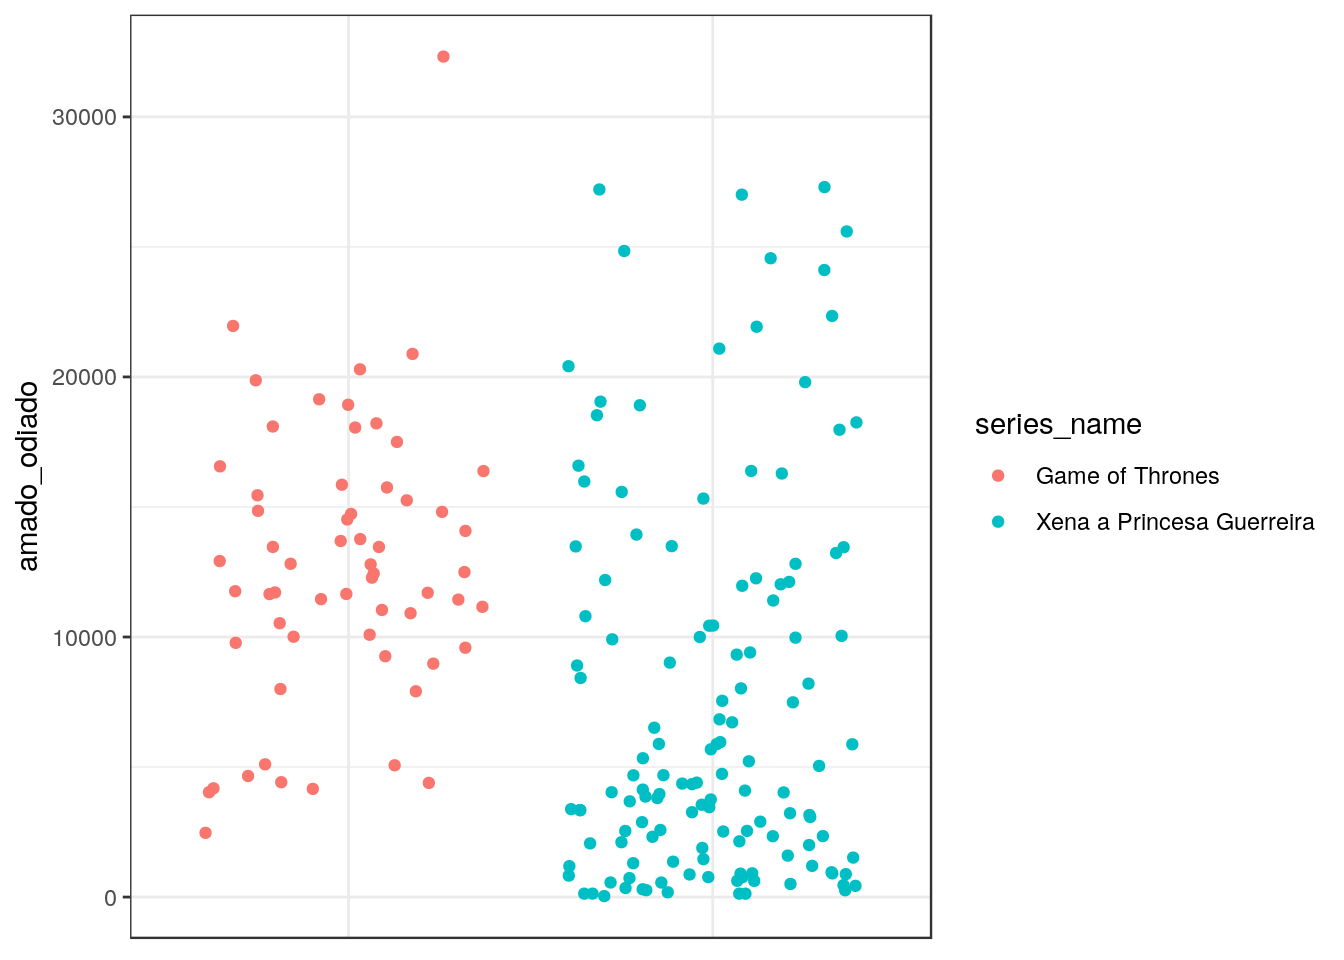 30000
20000
10000
0
amado_odiado
series_name
Game of Thrones
Xena a Princesa Guerreira